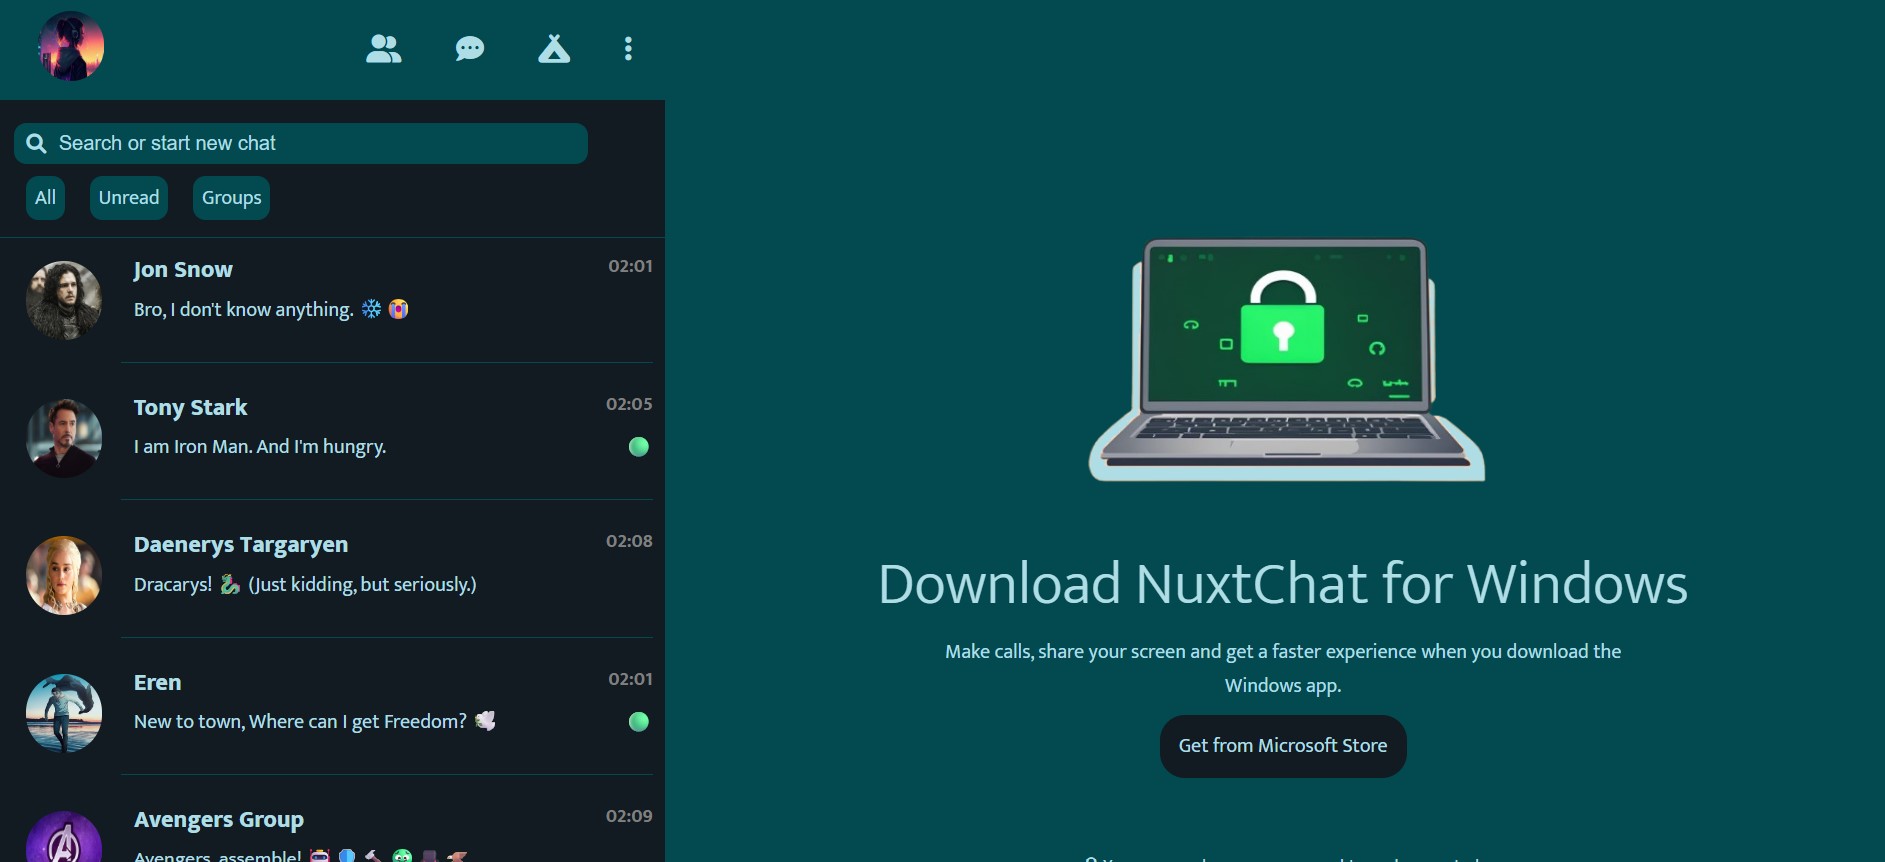 Search or start new chat
All Unread Groups
Jon Snow 02:01
Bro, I don't know anything. ❄️ 😭
Tony Stark 02:05
I am Iron Man. And I'm hungry.
Daenerys Targaryen 02:08
Dracarys! 🐉 (Just kidding, but seriously.)
Eren 02:01
New to town, Where can I get Freedom? 🕊️
Avengers Group 02:09
Avengers, assemble!
Download NuxtChat for Windows
Make calls, share your screen and get a faster experience when you download the
Windows app.
Get from Microsoft Store